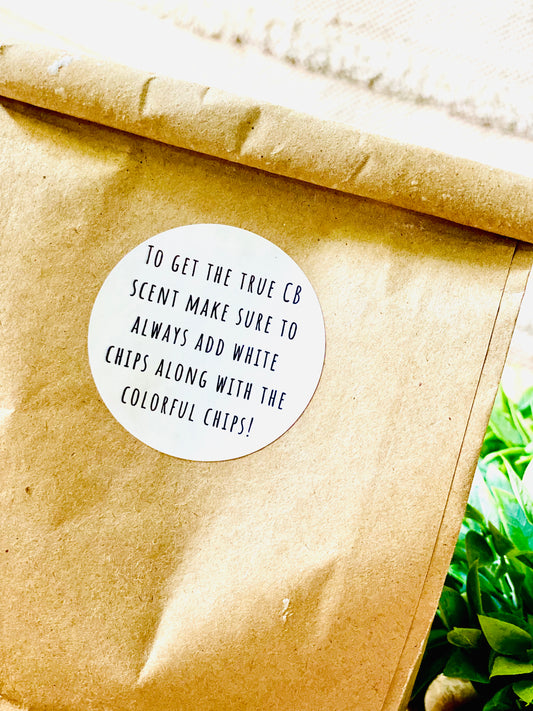 To get the true CB
scent make sure to
always add white
chips along with the
colorful chips!